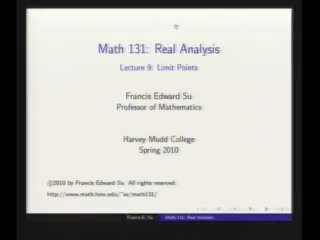 Math 131: Real Analysis
Lecture 9: Limit Points
Francis Edward Su
Professor of Mathematics
Harvey Mudd College
Spring 2010
©2010 by Francis Edward Su. All rights reserved.
http://www.math.hmc.edu/~su/math131/
Francis E. Su
Math 131: Real Analysis